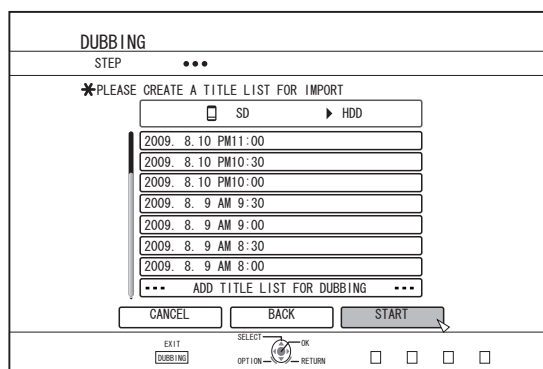 DUBBING
STEP
PLEASE CREATE A TITLE LIST FOR IMPORT
SD HDD
2009. 8.10 PM11:00
2009. 8.10 PM10:30
2009. 8.10 PM10:00
2009. 8. 9 AM 9:30
2009. 8. 9 AM 9:00
2009. 8. 9 AM 8:30
2009. 8. 9 AM 8:00
--- ADD TITLE LIST FOR DUBBING ---
CANCEL BACK START
EXIT
DUBBING
SELECT OK
OPTION RETURN